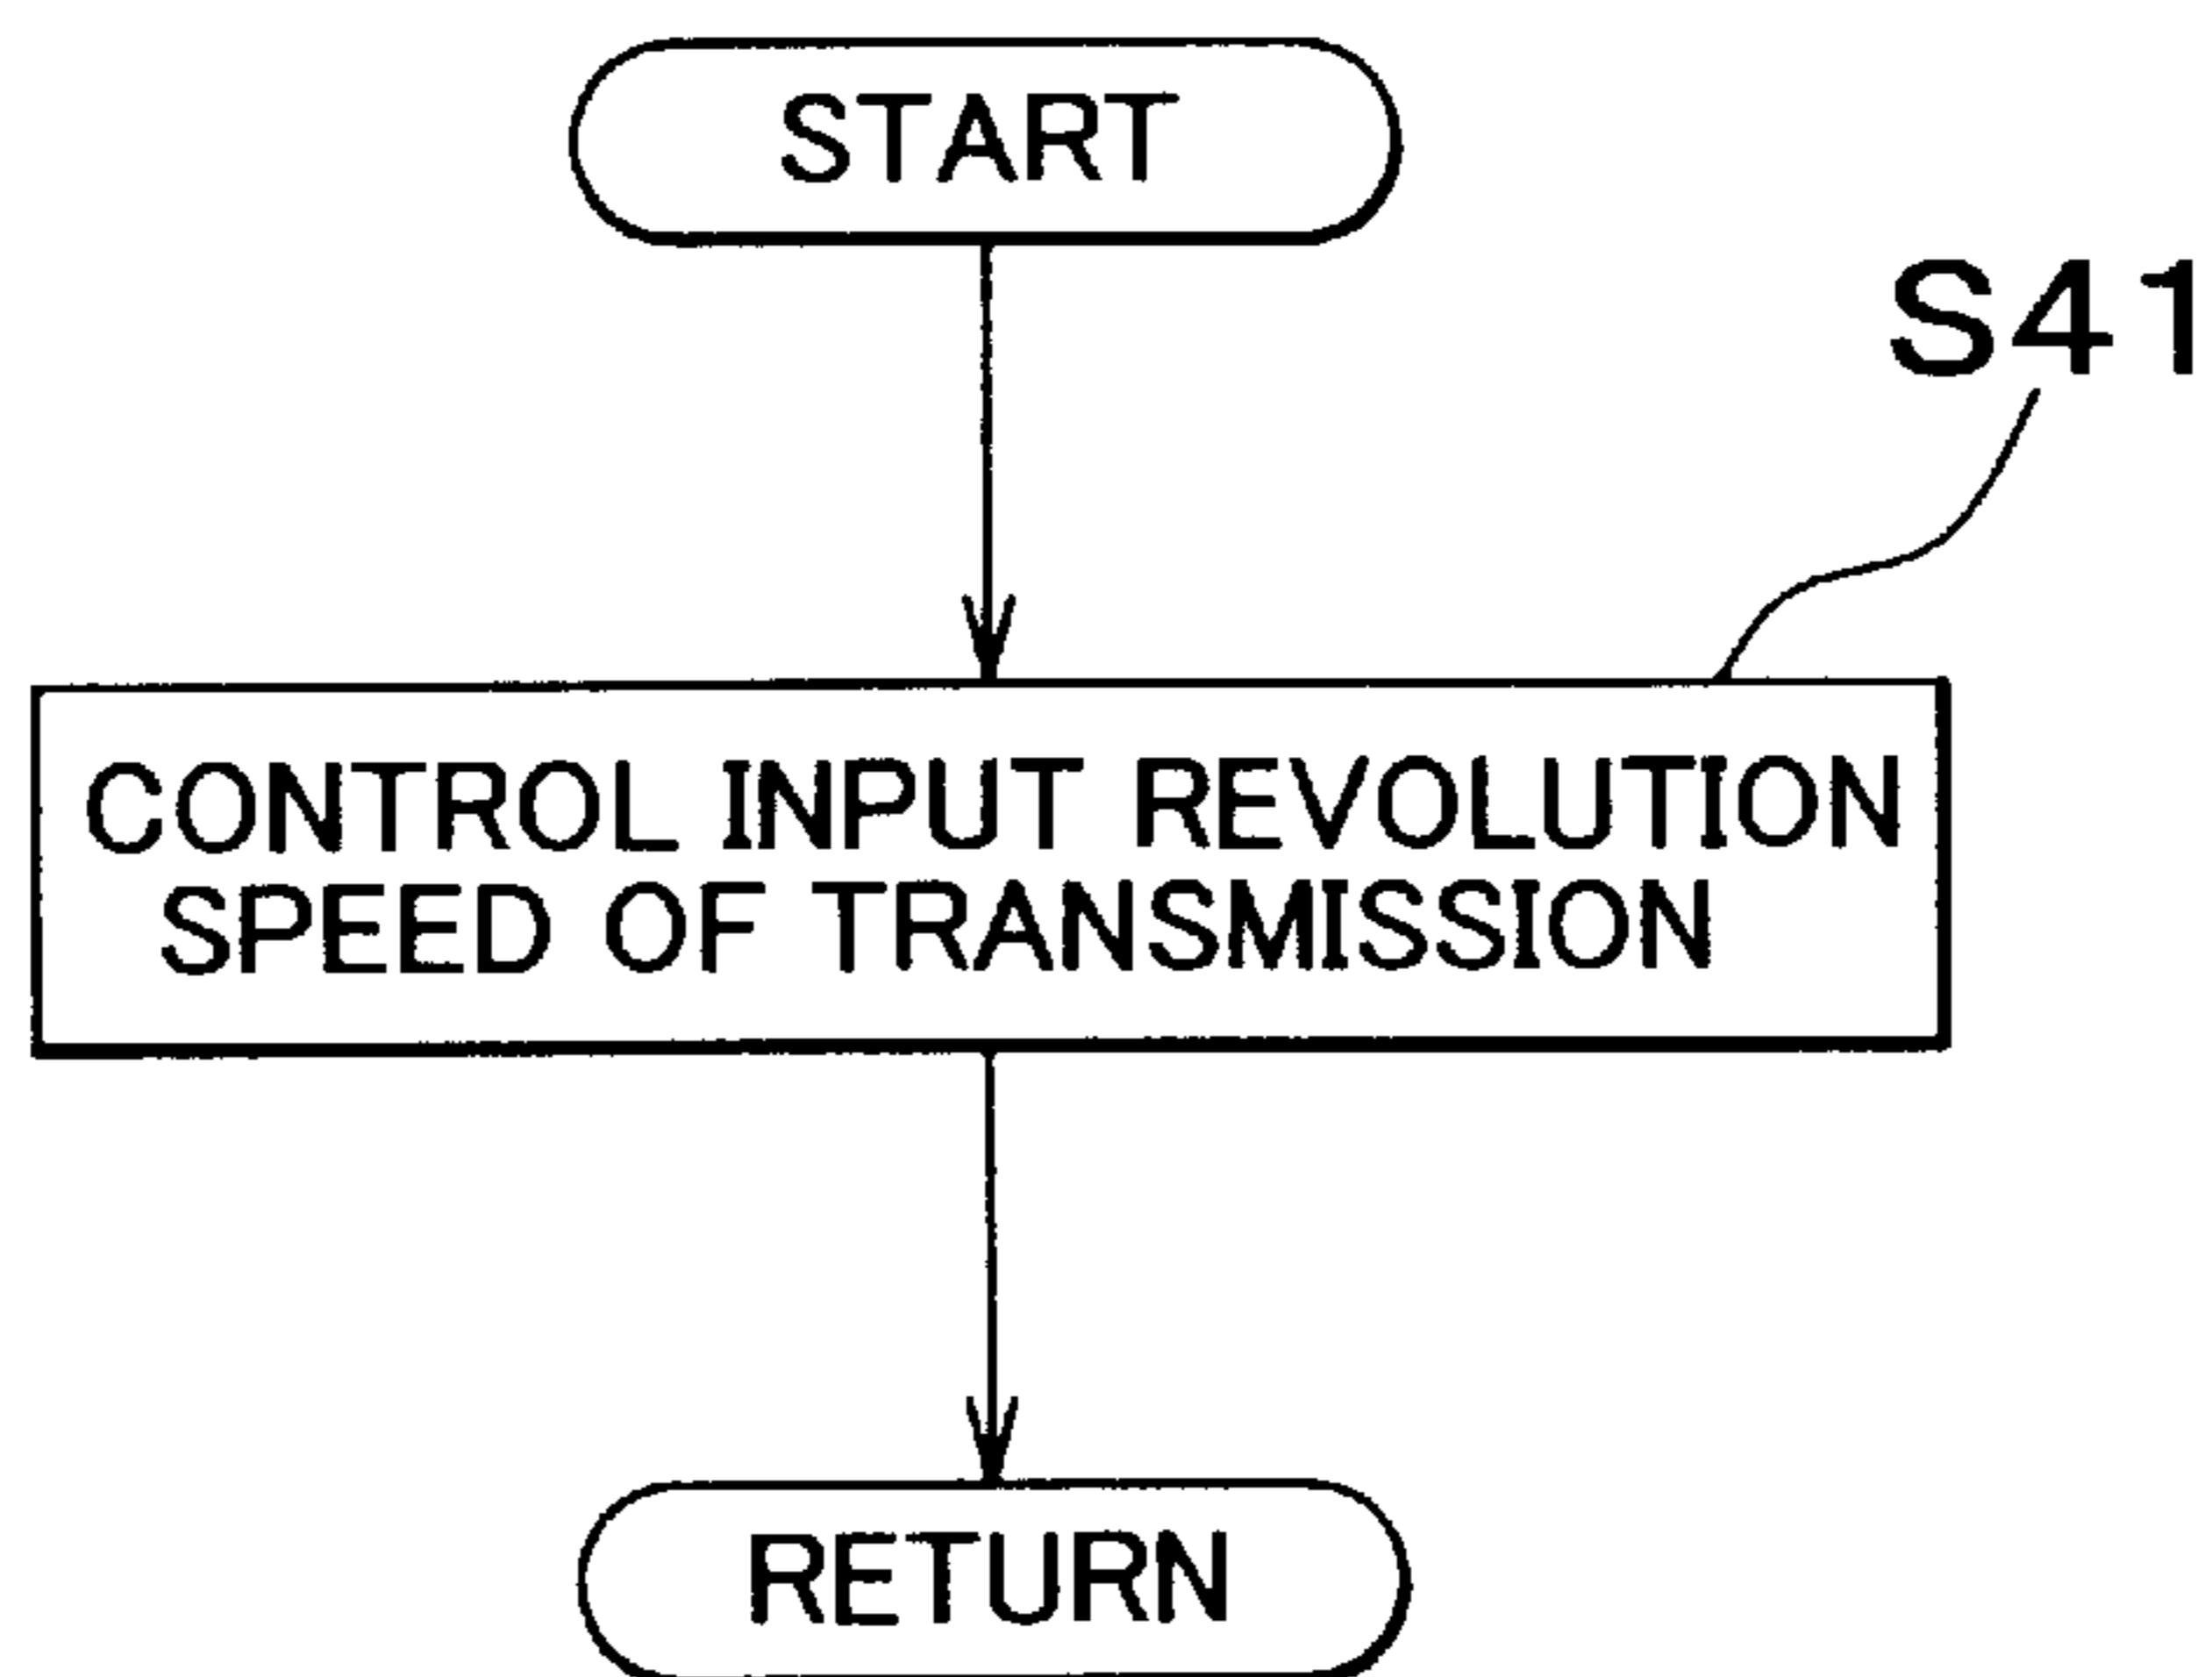 START
S41
CONTROL INPUT REVOLUTION
SPEED OF TRANSMISSION
RETURN